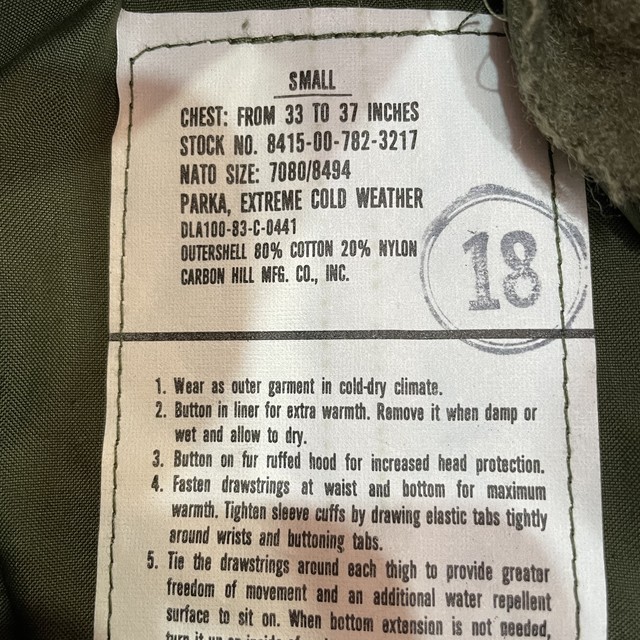 SMALL
CHEST: FROM 33 TO 37 INCHES
STOCK NO. 8415-00-782-3217
NATO SIZE: 7080/8494
PARKA, EXTREME COLD WEATHER
DLA100-83-C-0441
OUTERSHELL 80% COTTON 20% NYLON
CARBON HILL MFG. CO., INC.
18
1. Wear as outer garment in cold-dry climate.
2. Button in liner for extra warmth. Remove it when damp or
wet and allow to dry.
3. Button on fur ruffed hood for increased head protection.
4. Fasten drawstrings at waist and bottom for maximum
warmth. Tighten sleeve cuffs by drawing elastic tabs tightly
around wrists and buttoning tabs.
5. Tie the drawstrings around each thigh to provide greater
freedom of movement and an additional water repellent
surface to sit on. When bottom extension is not needed,
turn it up